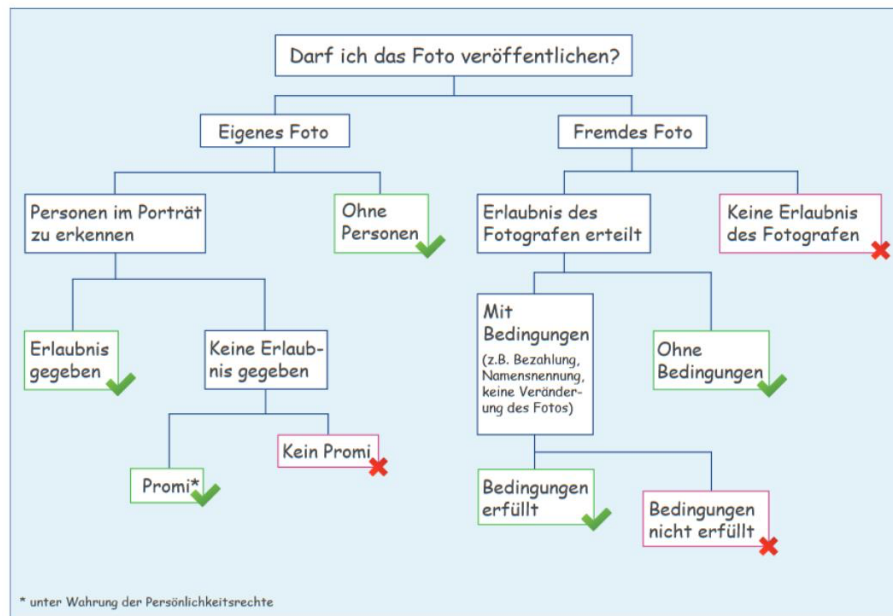 Darf ich das Foto veröffentlichen?
Eigenes Foto
Fremdes Foto
Personen im Porträt
zu erkennen
Ohne
Personen
Erlaubnis des
Fotografen erteilt
Keine Erlaubnis
des Fotografen
Erlaubnis
gegeben
Keine Erlaub-
nis gegeben
Mit
Bedingungen
(z.B. Bezahlung,
Namensnennung,
keine Veränder-
ung des Fotos)
Ohne
Bedingungen
Promi*
Kein Promi
Bedingungen
erfüllt
Bedingungen
nicht erfüllt
* unter Wahrung der Persönlichkeitsrechte